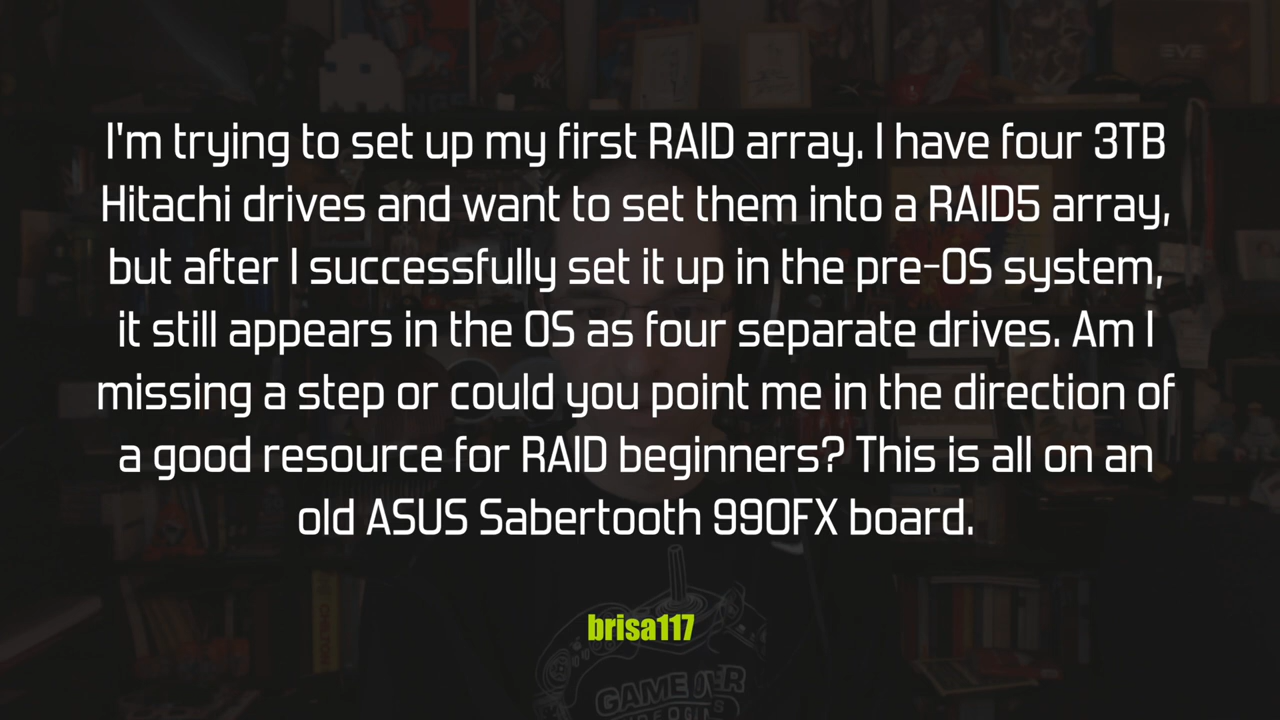 EVE
I'm trying to set up my first RAID array. I have four 3TB
Hitachi drives and want to set them into a RAID5 array,
but after I successfully set it up in the pre-OS system,
it still appears in the OS as four separate drives. Am I
missing a step or could you point me in the direction of
a good resource for RAID beginners? This is all on an
old ASUS Sabertooth 990FX board.
brisa117
GAME OVER